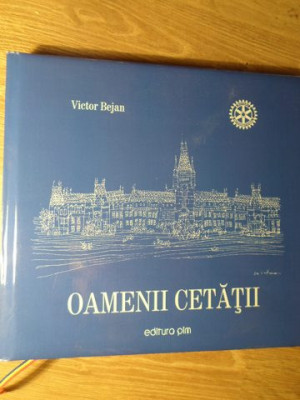 Victor Bejan
OAMENII CETĂŢII
editura pim